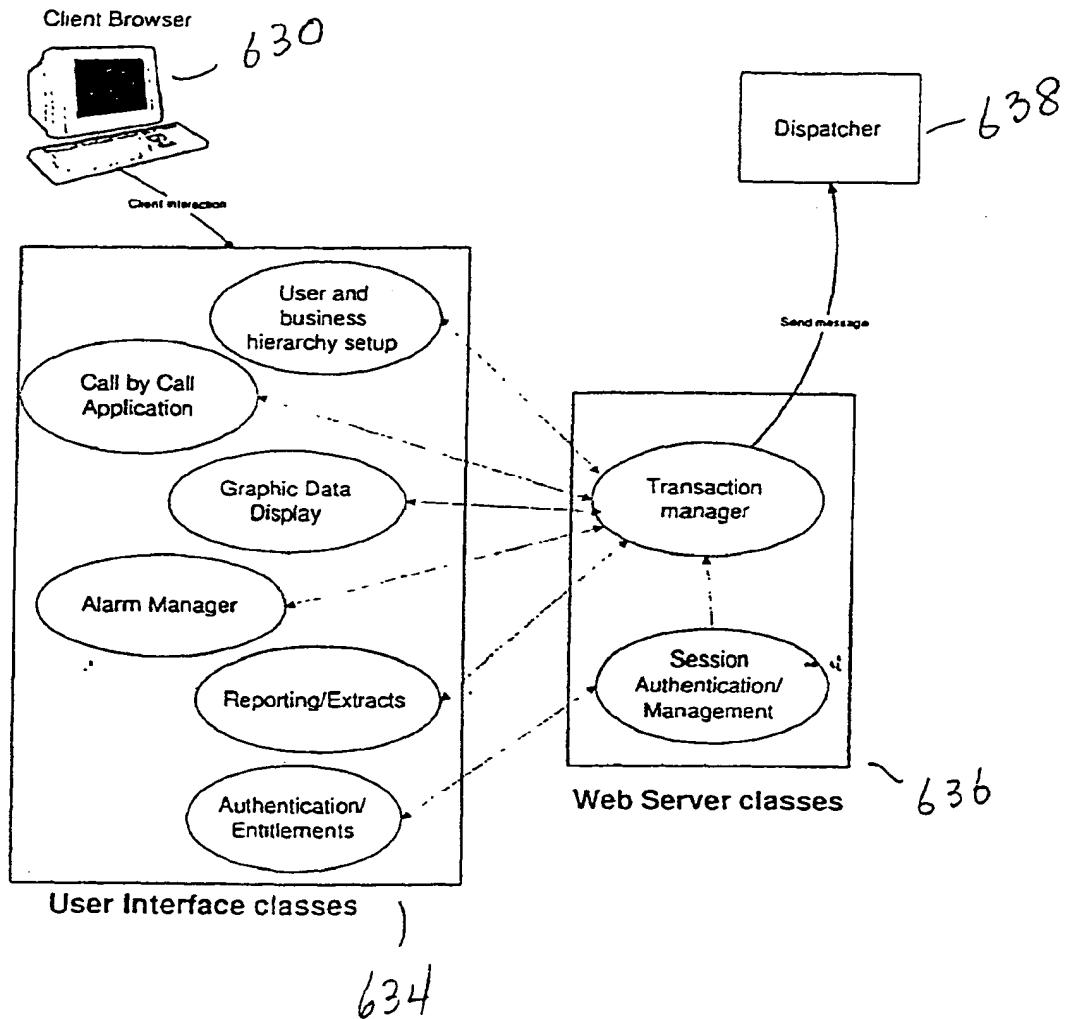 Client Browser
630
Dispatcher
638
Client interaction
User and
business
hierarchy setup
Send message
Call by Call
Application
Graphic Data
Display
Transaction
manager
Alarm Manager
Session
Authentication/
Management
Reporting/Extracts
Authentication/
Entitlements
Web Server classes
636
User Interface classes
634